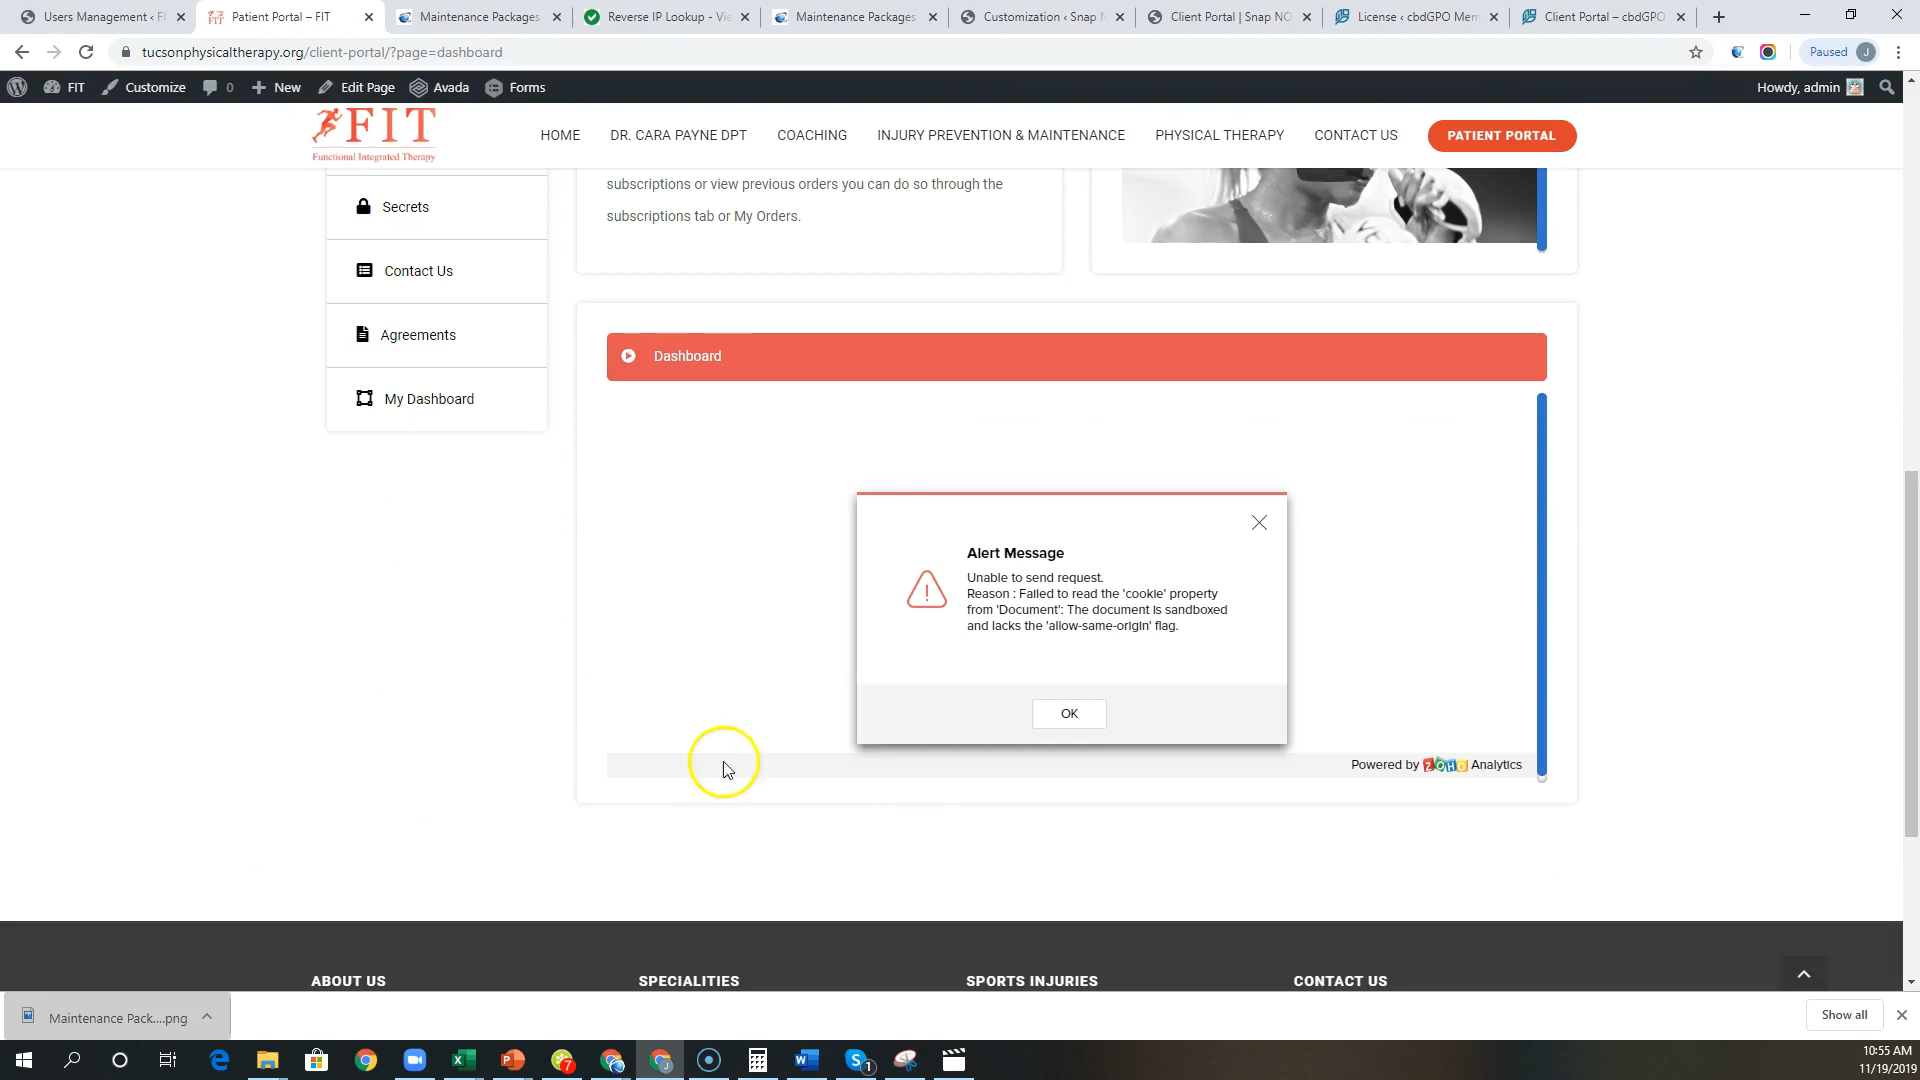 Users Management ‹ F
Patient Portal – FIT
Maintenance Packages
Reverse IP Lookup - Vie
Maintenance Packages
Customization ‹ Snap N
Client Portal | Snap NO
License ‹ cbdGPO Mem
Client Portal – cbdGPO
tucsonphysicaltherapy.org/client-portal/?page=dashboard
Paused J
FIT
Customize
0
New
Edit Page
Avada
Forms
Howdy, admin
FIT
Functional Integrated Therapy
HOME
DR. CARA PAYNE DPT
COACHING
INJURY PREVENTION & MAINTENANCE
PHYSICAL THERAPY
CONTACT US
PATIENT PORTAL
subscriptions or view previous orders you can do so through the
subscriptions tab or My Orders.
Secrets
Contact Us
Agreements
My Dashboard
Dashboard
Alert Message
Unable to send request.
Reason : Failed to read the 'cookie' property
from 'Document': The document is sandboxed
and lacks the 'allow-same-origin' flag.
OK
Powered by ZOHO Analytics
ABOUT US
SPECIALITIES
SPORTS INJURIES
CONTACT US
Maintenance Pack....png
Show all
7
J
1
10:55 AM
11/19/2019